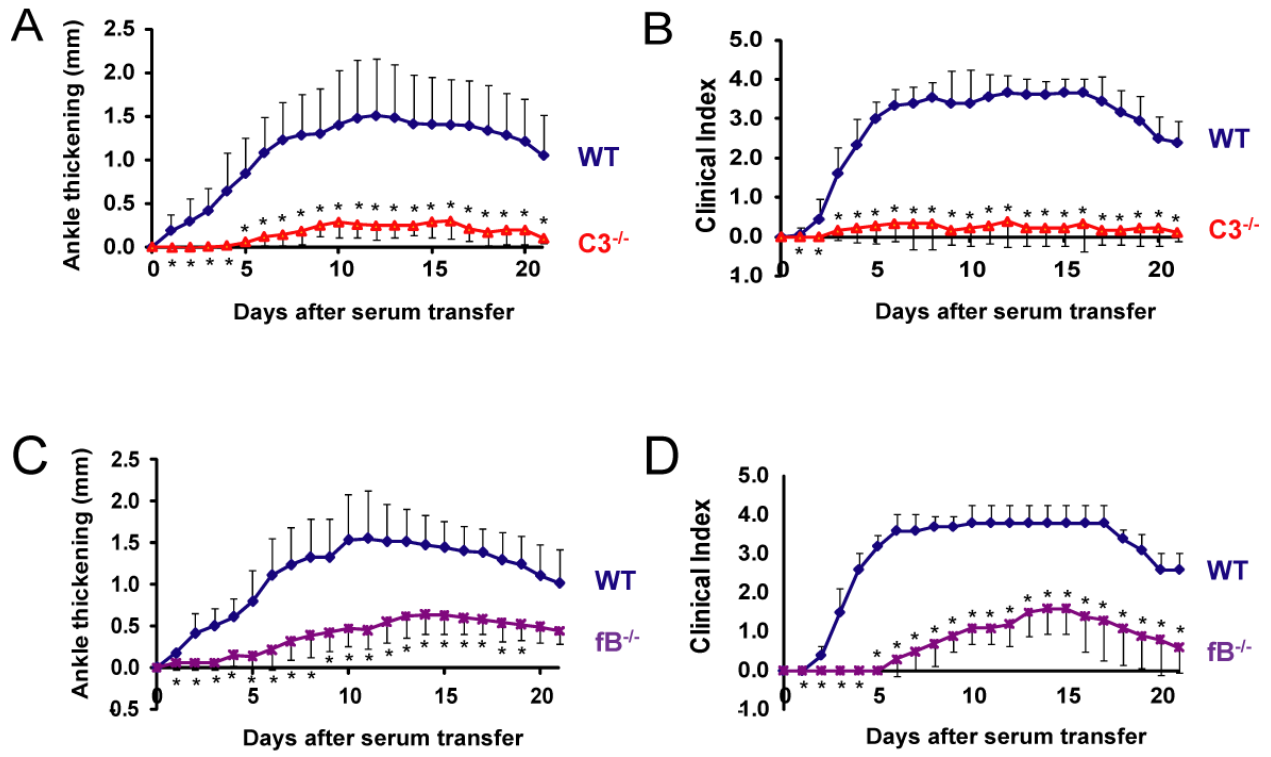 A
Ankle thickening (mm)
2.5
2.0
1.5
1.0
0.5
0.0
0 5 10 15 20
* * * * * * * * * * * * * * * * * * * * *
WT
C3-/-
Days after serum transfer
B
Clinical Index
5.0
4.0
3.0
2.0
1.0
0.0
-1.0
0 5 10 15 20
* * * * * * * * * * * * * * * * * * * * *
WT
C3-/-
Days after serum transfer
C
Ankle thickening (mm)
2.5
2.0
1.5
1.0
0.5
0.0
-0.5
0 5 10 15 20
* * * * * * * * * * * * * * * * * * *
WT
fB-/-
Days after serum transfer
D
Clinical Index
5.0
4.0
3.0
2.0
1.0
0.0
-1.0
0 5 10 15 20
* * * * * * * * * * * * * * * * * * * * *
WT
fB-/-
Days after serum transfer